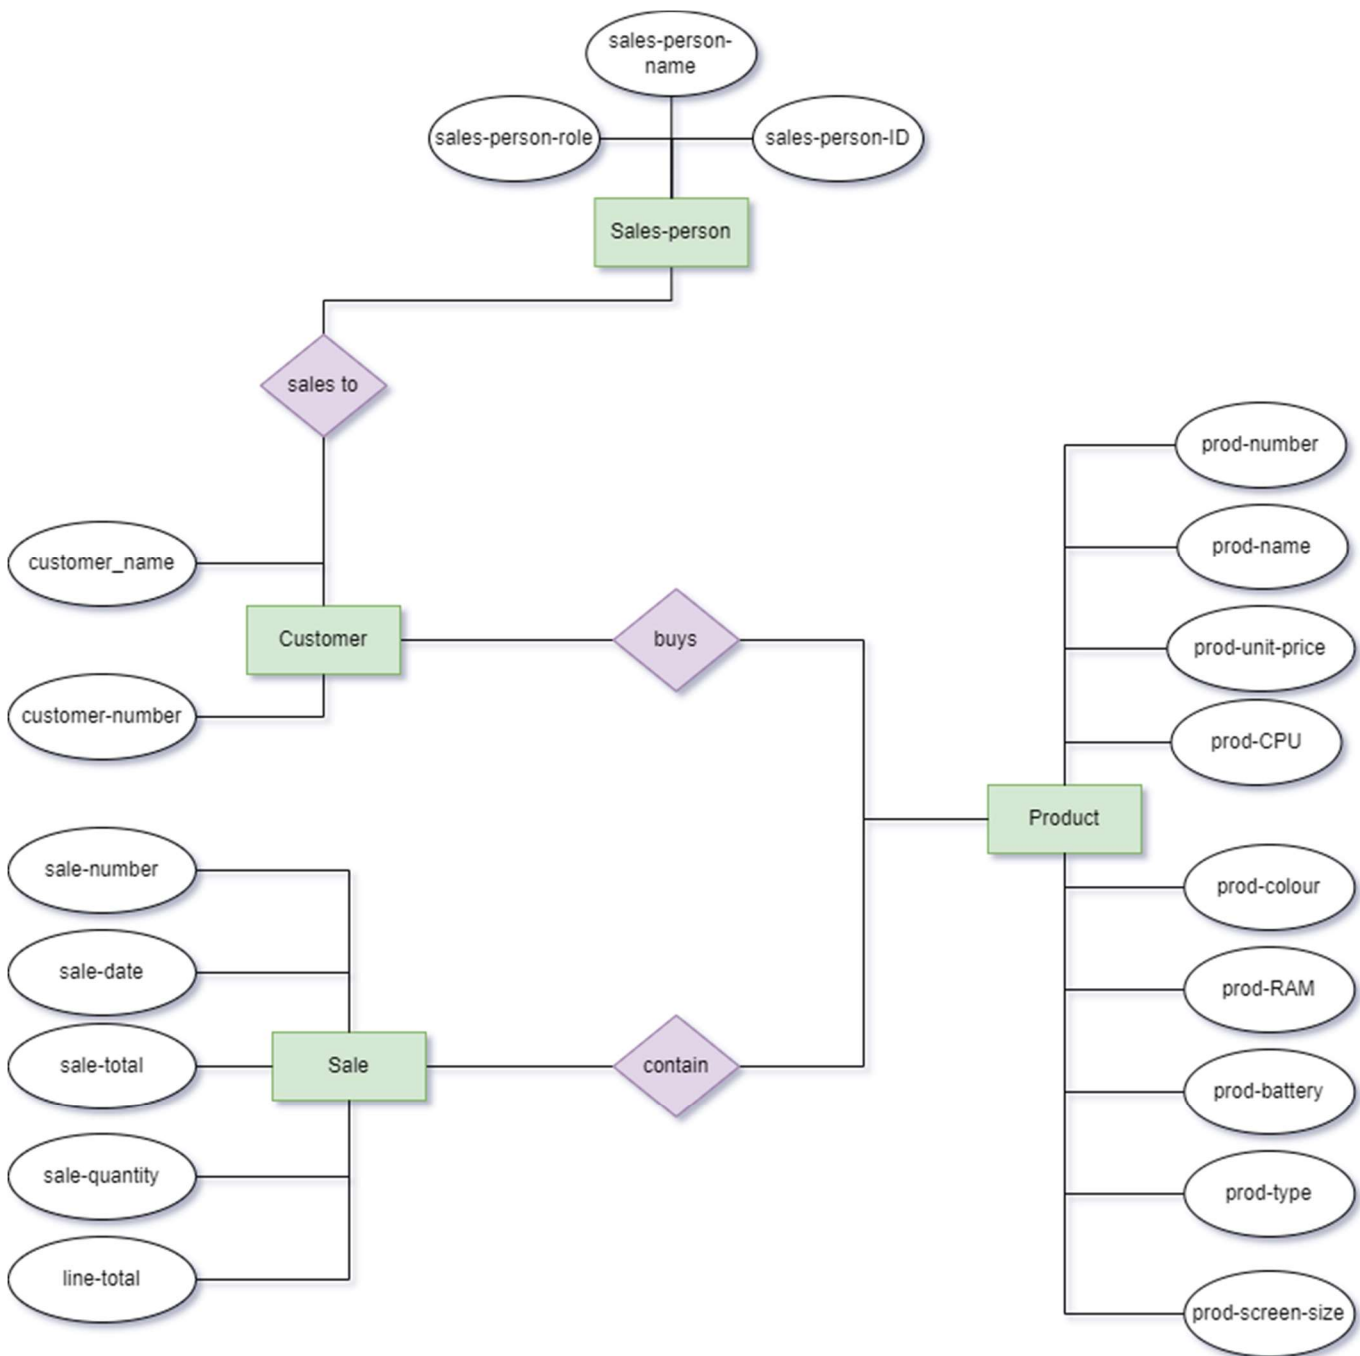 sales-person-
name
sales-person-role
sales-person-ID
Sales-person
sales to
customer_name
Customer
customer-number
buys
prod-number
prod-name
prod-unit-price
prod-CPU
Product
prod-colour
prod-RAM
prod-battery
prod-type
prod-screen-size
sale-number
sale-date
sale-total
Sale
contain
sale-quantity
line-total